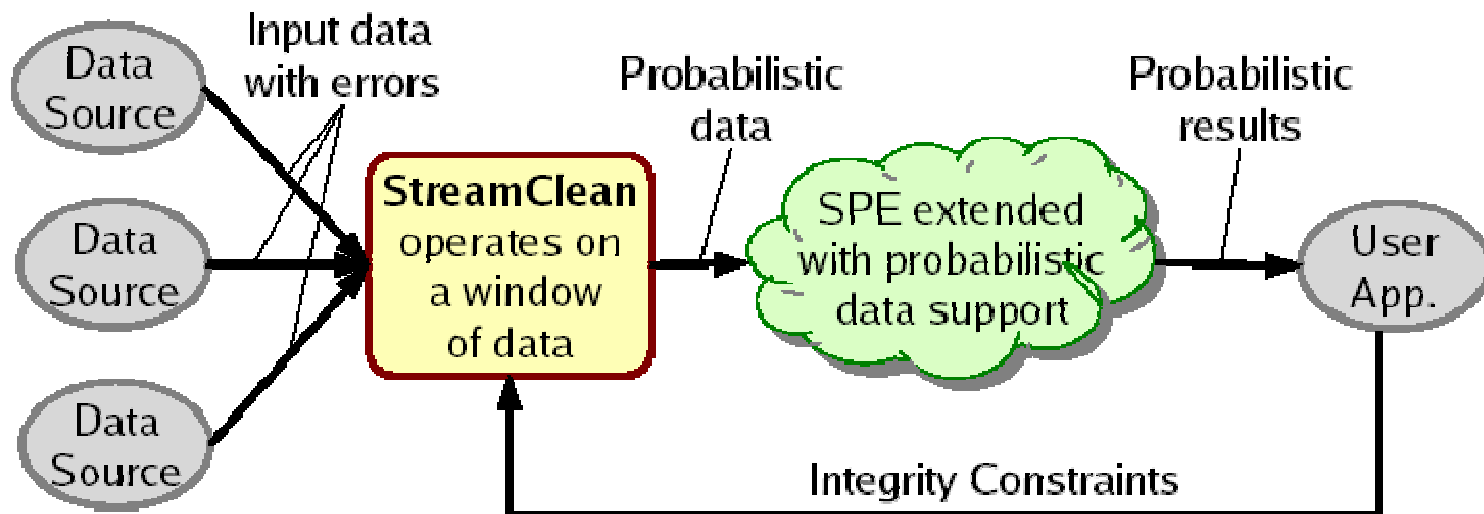 Data
Source
Input data
with errors
Data
Source
Data
Source
StreamClean
operates on
a window
of data
Probabilistic
data
SPE extended
with probabilistic
data support
Probabilistic
results
User
App.
Integrity Constraints